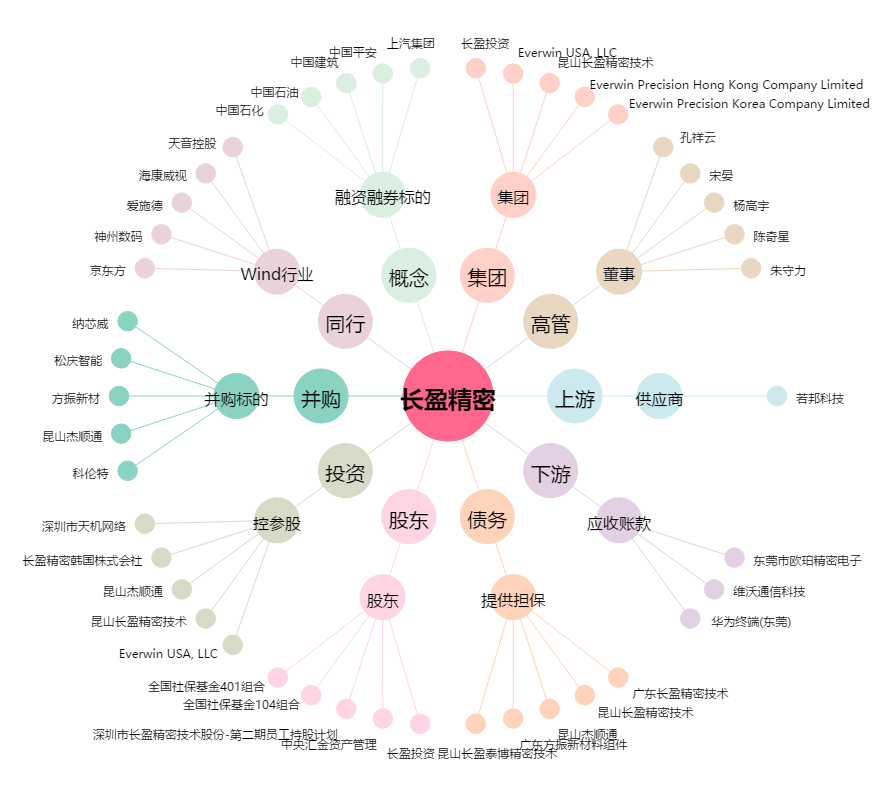 上汽集团
中国平安
中国建筑
中国石油
中国石化
融资融券标的
概念
长盈投资
Everwin USA, LLC
昆山长盈精密技术
Everwin Precision Hong Kong Company Limited
Everwin Precision Korea Company Limited
集团
集团
天音控股
海康威视
爱施德
神州数码
京东方
Wind行业
同行
孔祥云
宋晏
杨高宇
陈奇星
朱守力
董事
高管
纳芯威
松庆智能
方振新材
昆山杰顺通
科伦特
并购标的
并购
长盈精密
上游
供应商
若邦科技
投资
控参股
深圳市天机网络
长盈精密韩国株式会社
昆山杰顺通
昆山长盈精密技术
Everwin USA, LLC
下游
应收账款
东莞市欧珀精密电子
维沃通信科技
华为终端(东莞)
股东
股东
全国社保基金401组合
全国社保基金104组合
深圳市长盈精密技术股份-第二期员工持股计划
中央汇金资产管理
长盈投资
债务
提供担保
广东长盈精密技术
昆山长盈精密技术
昆山杰顺通
广东方振新材料组件
昆山长盈泰博精密技术